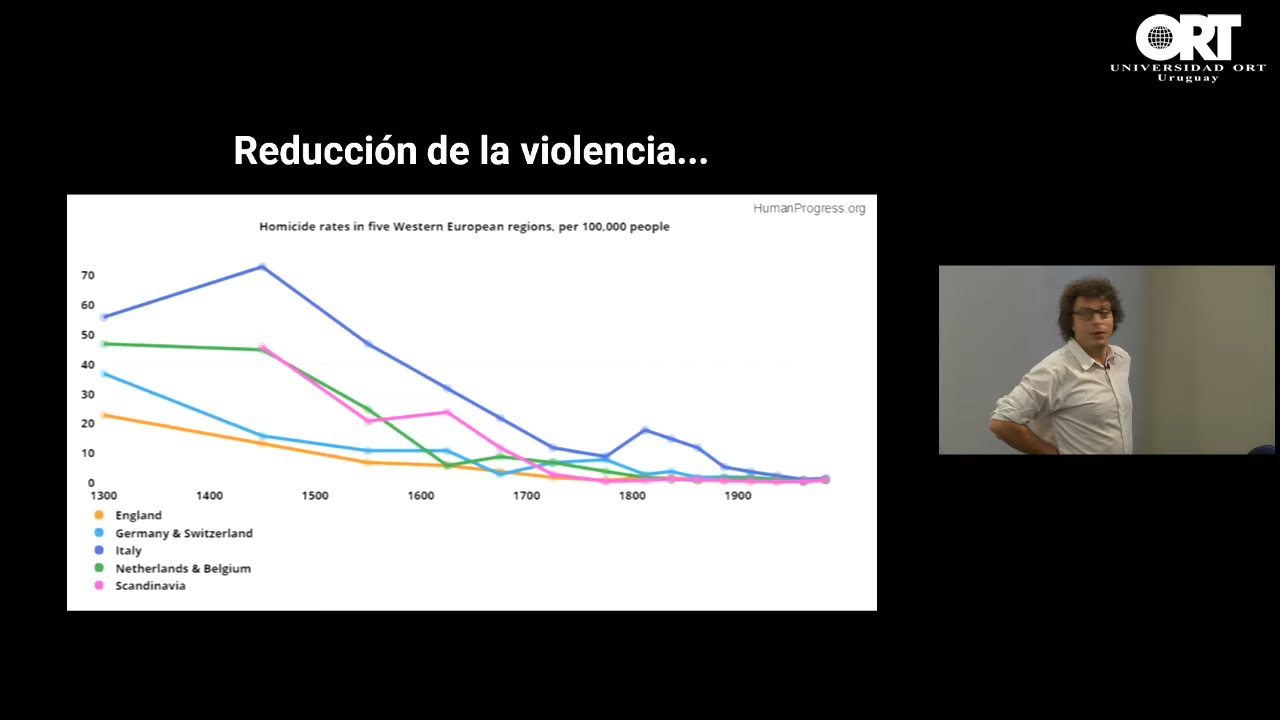 ORT
UNIVERSIDAD ORT
Uruguay
Reducción de la violencia...
HumanProgress.org
Homicide rates in five Western European regions, per 100,000 people
70
60
50
40
30
20
10
0
1300 1400 1500 1600 1700 1800 1900
England
Germany & Switzerland
Italy
Netherlands & Belgium
Scandinavia